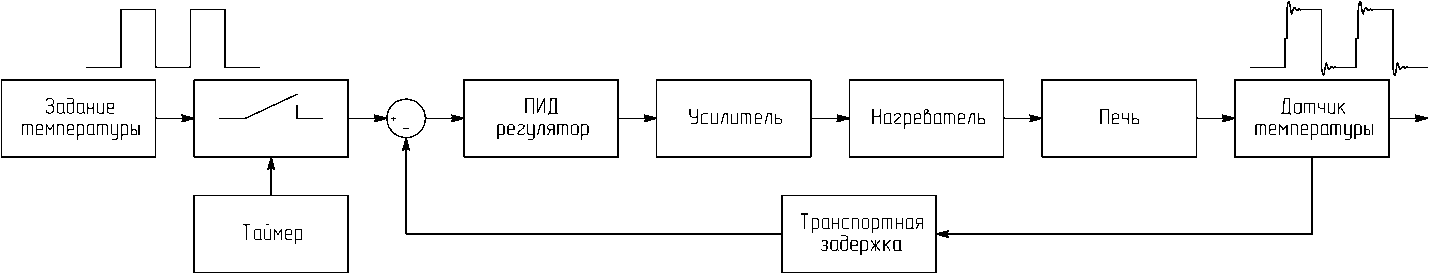 Задание
температуры
+
−
ПИД
регулятор
Усилитель
Нагреватель
Печь
Датчик
температуры
Таймер
Транспортная
задержка